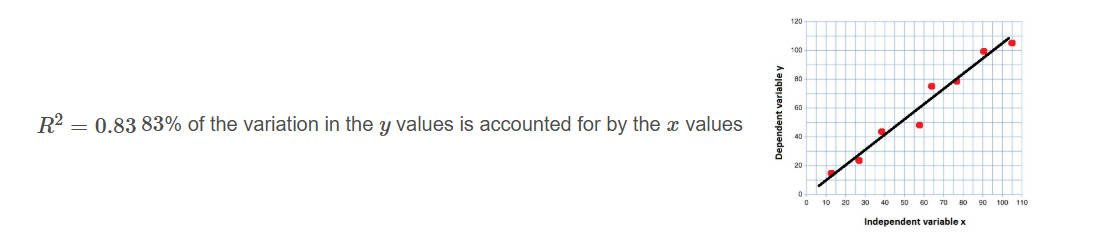 R² = 0.83 83% of the variation in the y values is accounted for by the x values
Dependent variable y
120
100
80
60
40
20
0
0 10 20 30 40 50 60 70 80 90 100 110
Independent variable x